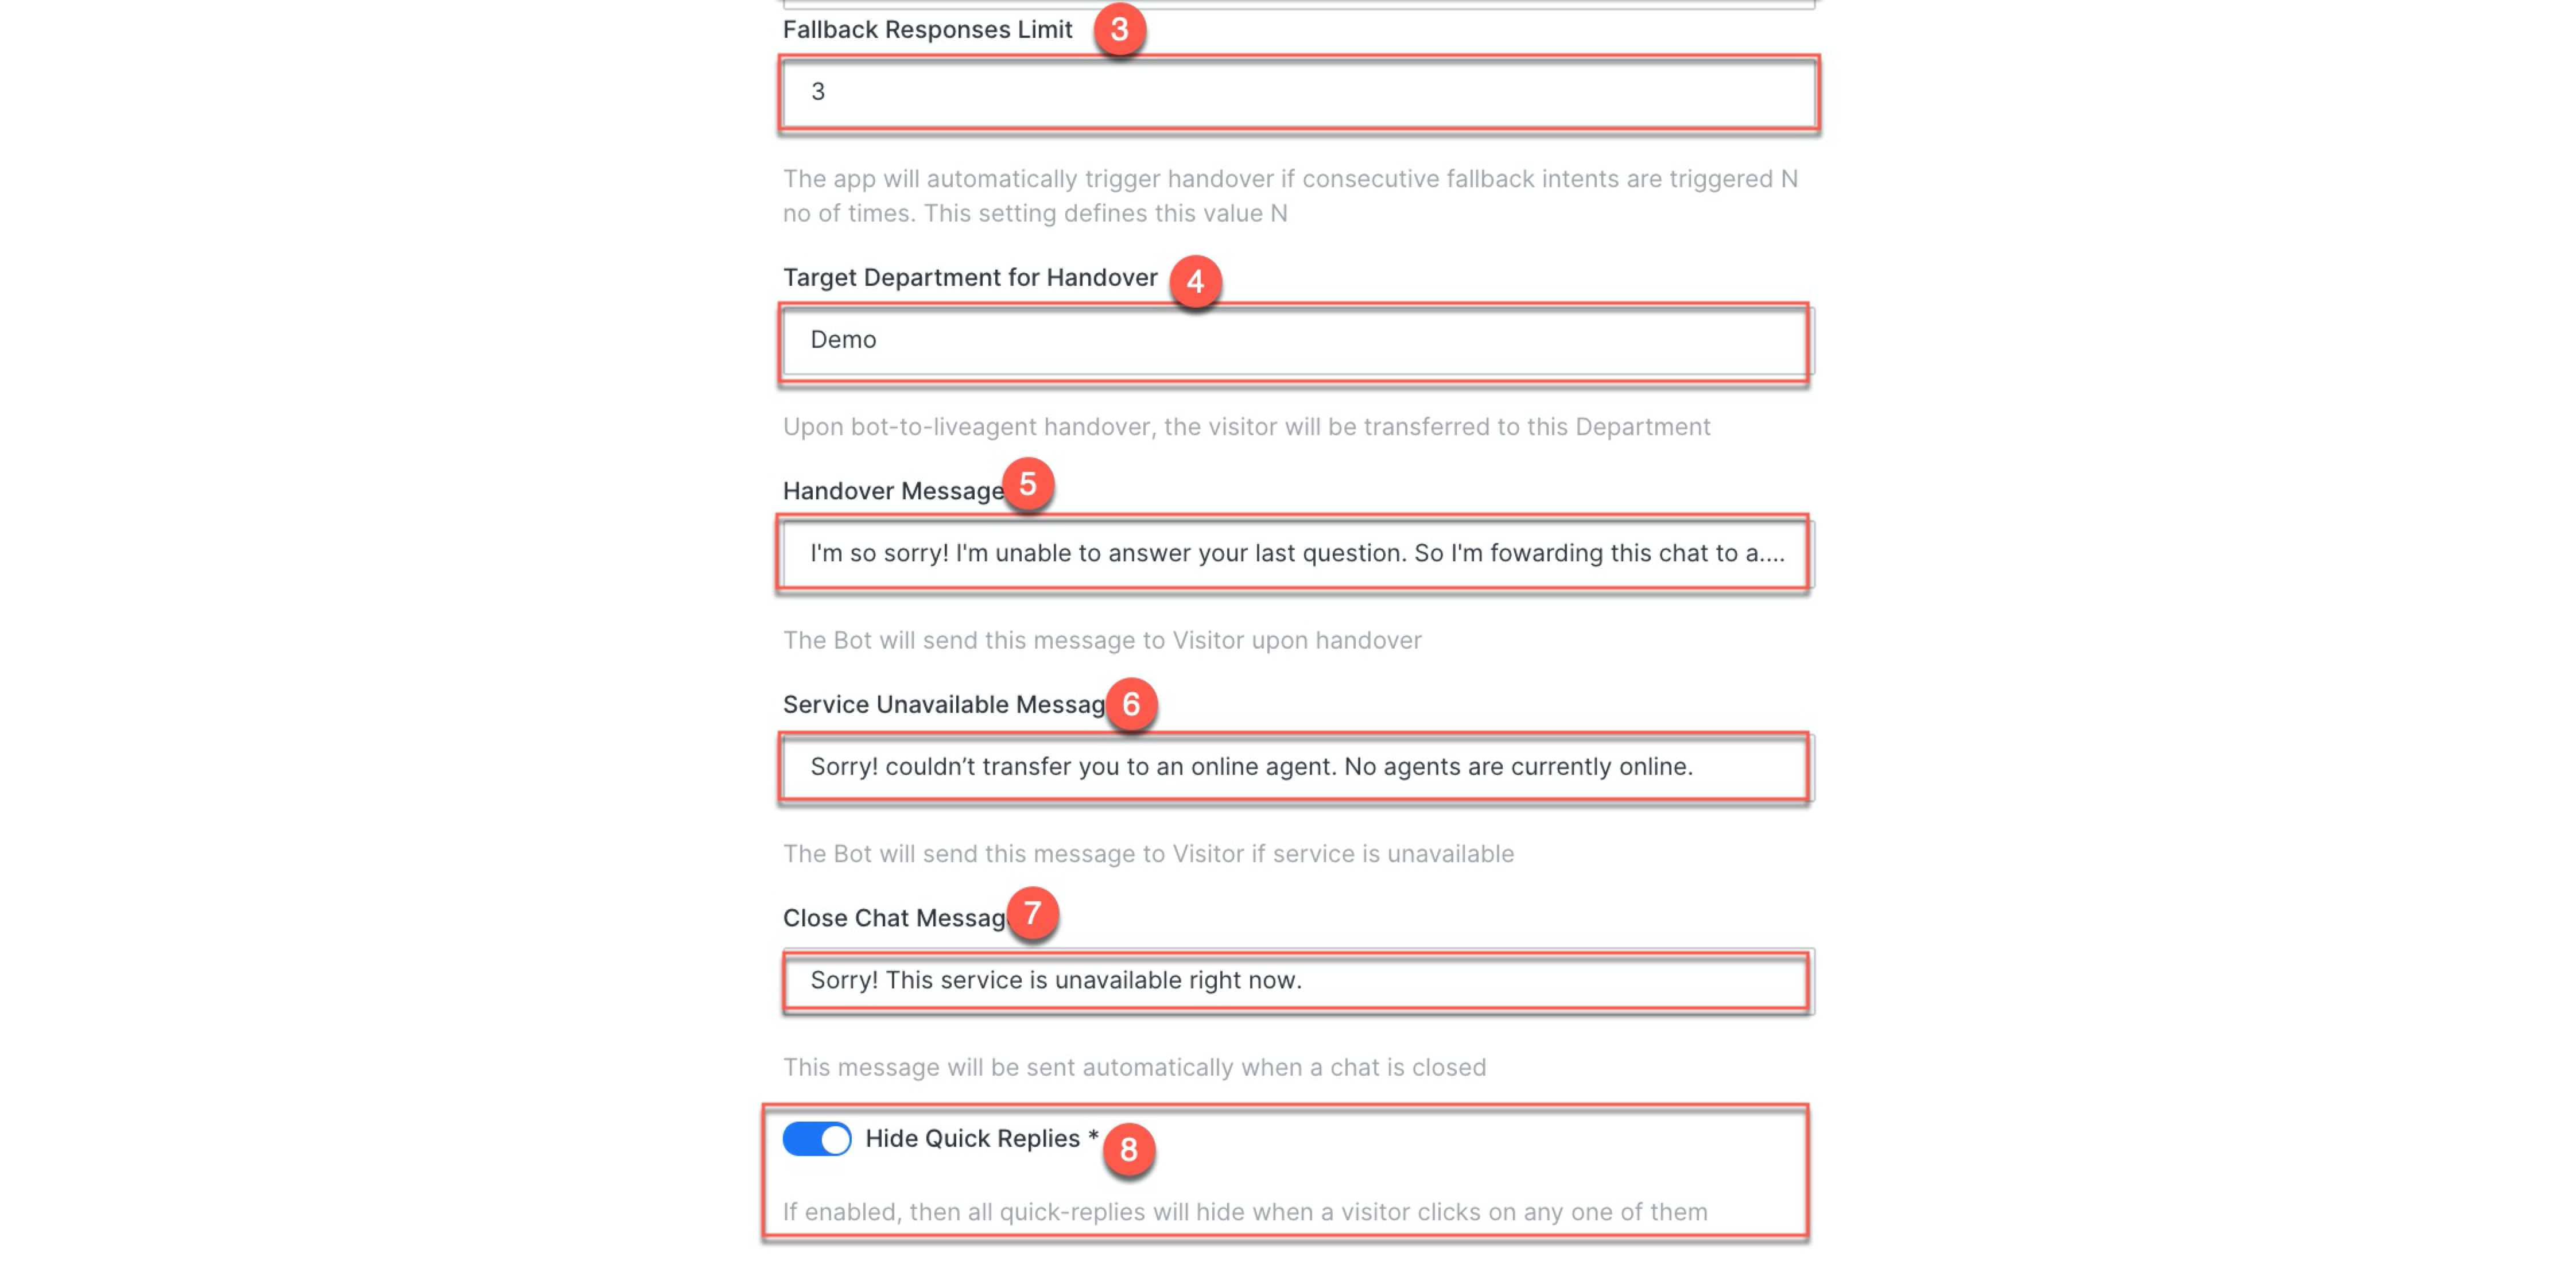 Fallback Responses Limit 3
3
The app will automatically trigger handover if consecutive fallback intents are triggered N
no of times. This setting defines this value N
Target Department for Handover 4
Demo
Upon bot-to-liveagent handover, the visitor will be transferred to this Department
Handover Message 5
I'm so sorry! I'm unable to answer your last question. So I'm fowarding this chat to a....
The Bot will send this message to Visitor upon handover
Service Unavailable Messag 6
Sorry! couldn’t transfer you to an online agent. No agents are currently online.
The Bot will send this message to Visitor if service is unavailable
Close Chat Messag 7
Sorry! This service is unavailable right now.
This message will be sent automatically when a chat is closed
Hide Quick Replies * 8
If enabled, then all quick-replies will hide when a visitor clicks on any one of them